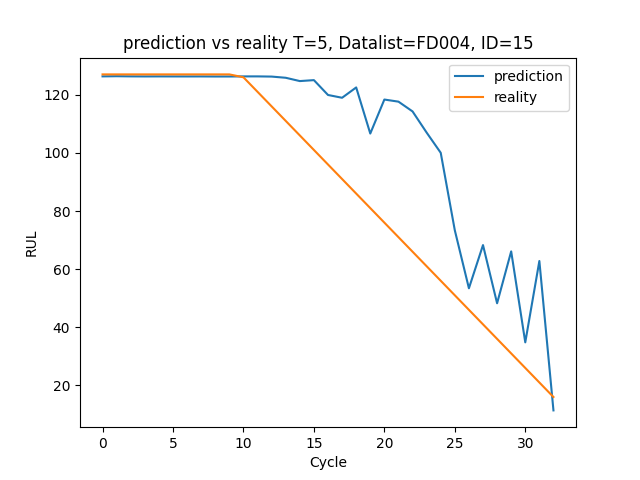 prediction vs reality T=5, Datalist=FD004, ID=15
prediction
reality
120
100
80
60
40
20
RUL
0 5 10 15 20 25 30
Cycle